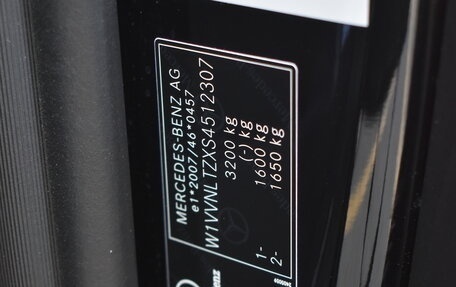 MERCEDES-BENZ AG
e1*2007/46*0457
W1VVNLTZXS4512307
3200 kg
(-) kg
1- 1600 kg
2- 1650 kg